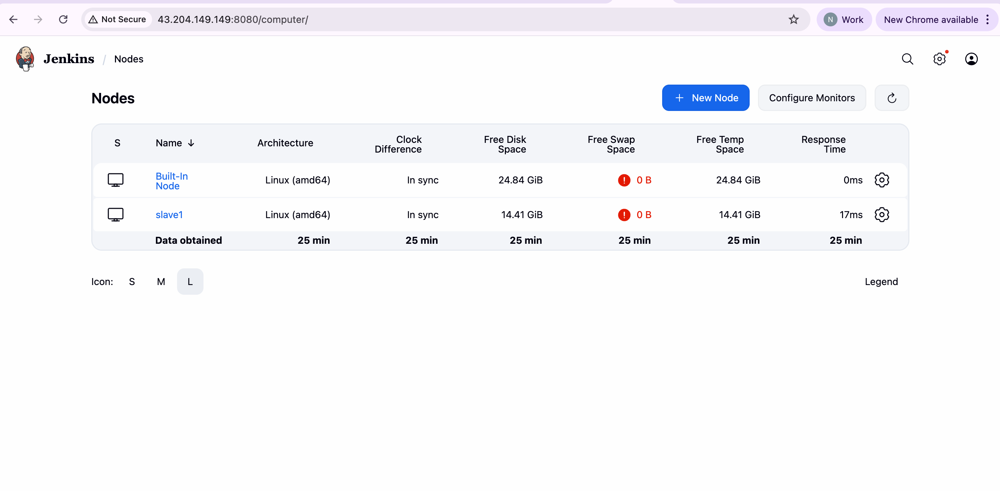 Not Secure 43.204.149.149:8080/computer/ N Work New Chrome available
Jenkins / Nodes
Nodes
+ New Node Configure Monitors
S Name ↓ Architecture Clock Difference Free Disk Space Free Swap Space Free Temp Space Response Time
Built-In Node Linux (amd64) In sync 24.84 GiB ! 0 B 24.84 GiB 0ms
slave1 Linux (amd64) In sync 14.41 GiB ! 0 B 14.41 GiB 17ms
Data obtained 25 min 25 min 25 min 25 min 25 min 25 min
Icon: S M L Legend